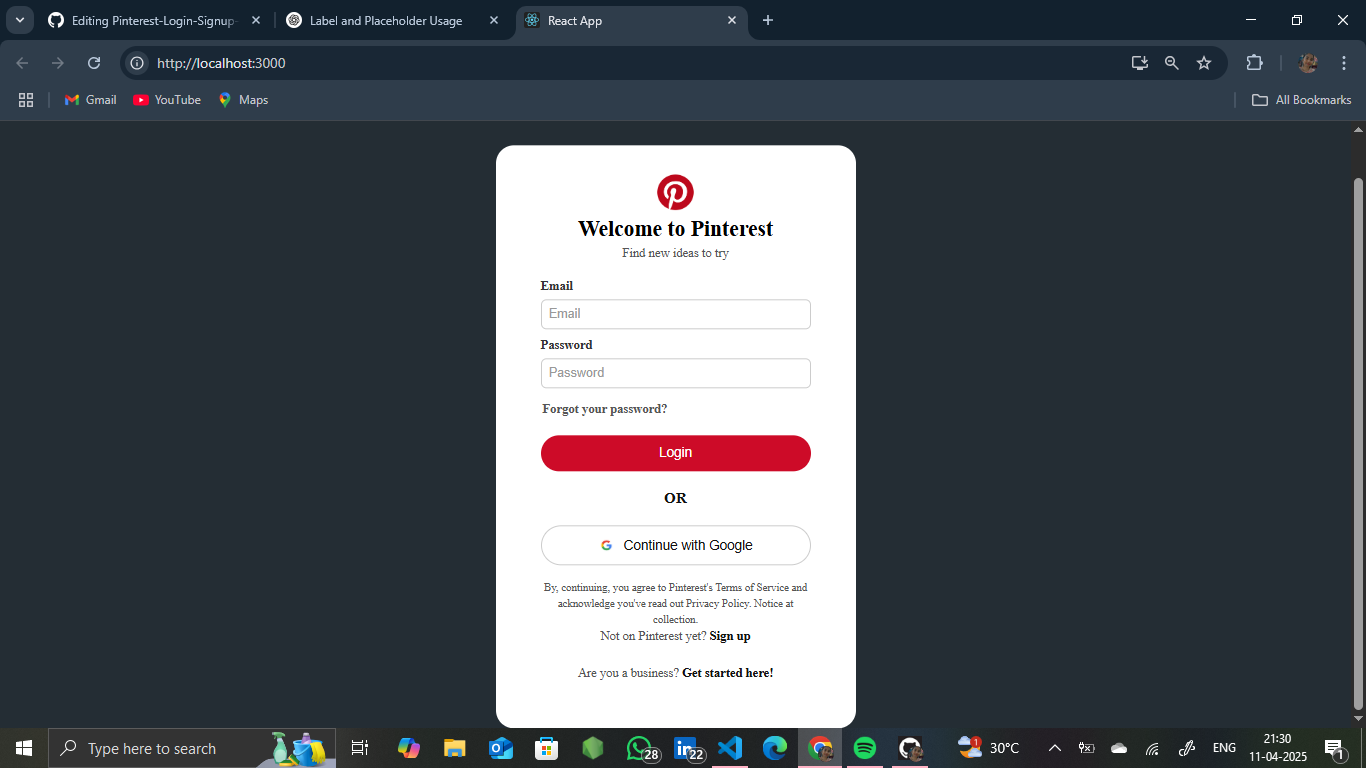 Editing Pinterest-Login-Signup-
Label and Placeholder Usage
React App
http://localhost:3000
Gmail
YouTube
Maps
All Bookmarks
Welcome to Pinterest
Find new ideas to try
Email
Email
Password
Password
Forgot your password?
Login
OR
Continue with Google
By, continuing, you agree to Pinterest's Terms of Service and
acknowledge you've read out Privacy Policy. Notice at
collection.
Not on Pinterest yet? Sign up
Are you a business? Get started here!
Type here to search
28
22
1
30°C
ENG
21:30
11-04-2025
1